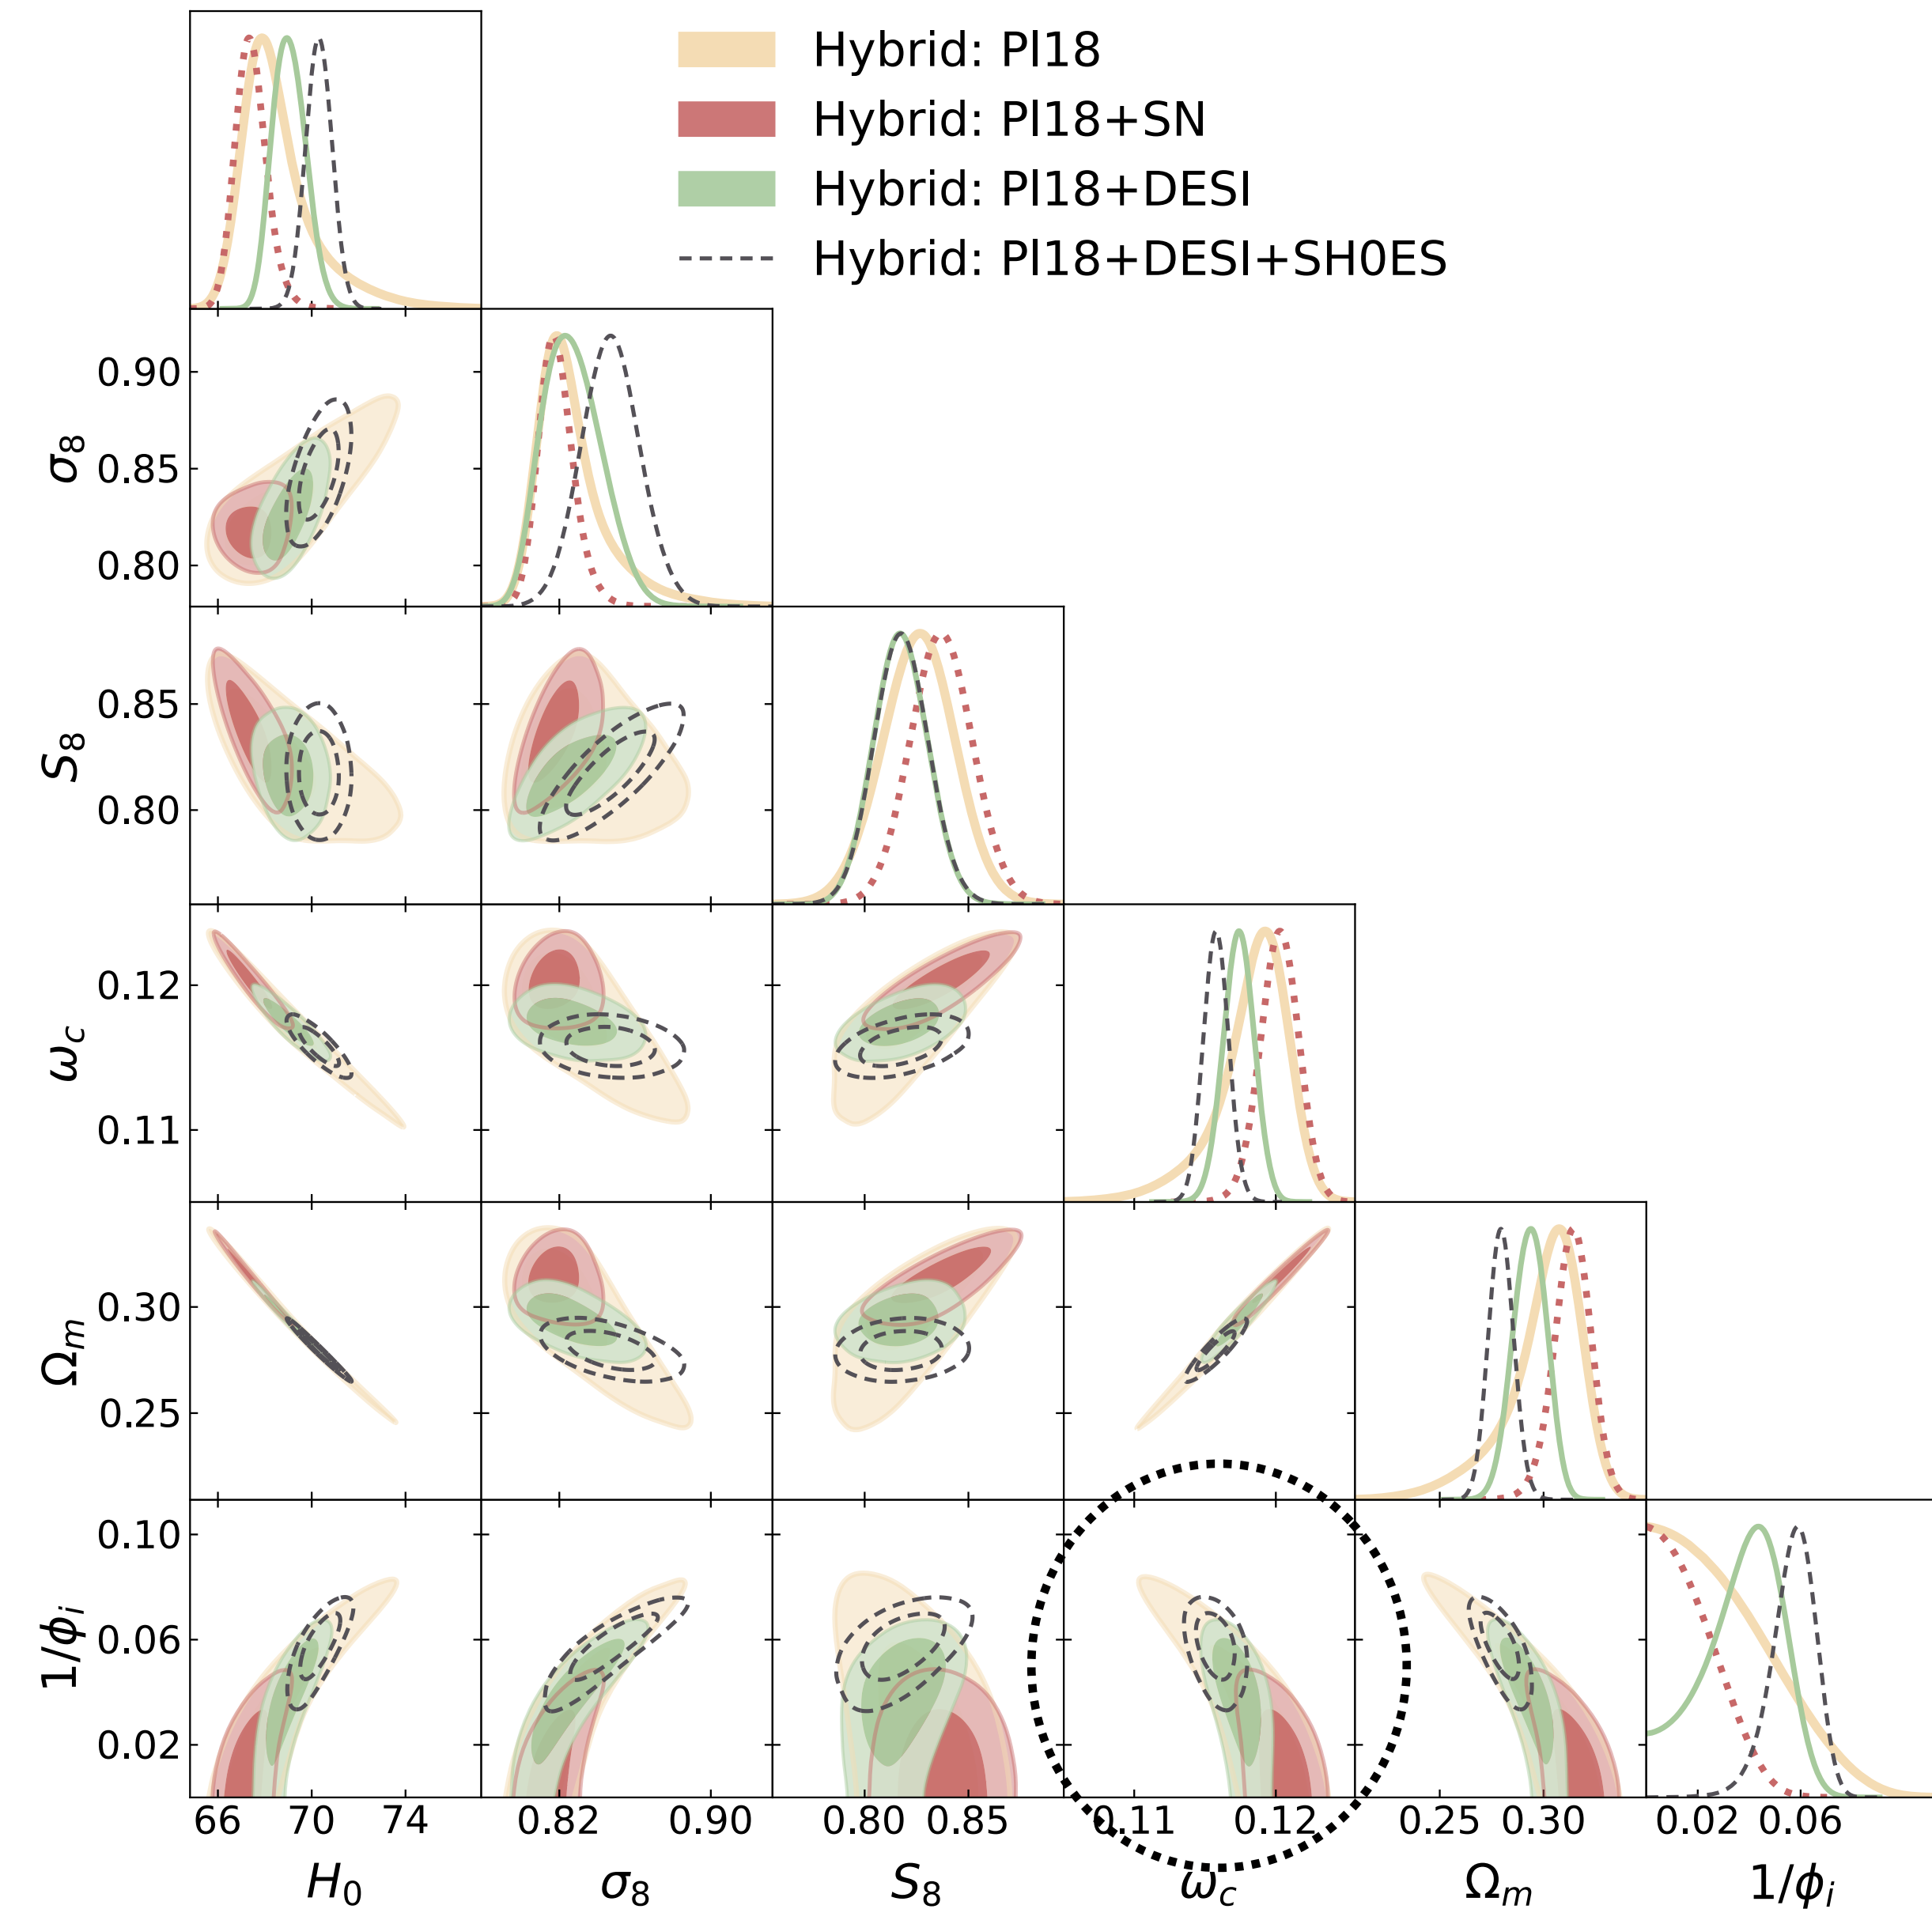 Hybrid: Pl18
Hybrid: Pl18+SN
Hybrid: Pl18+DESI
Hybrid: Pl18+DESI+SH0ES
σ8
0.90
0.85
0.80
S8
0.85
0.80
ωc
0.12
0.11
Ωm
0.30
0.25
1/ϕi
0.10
0.06
0.02
66 70 74 0.82 0.90 0.80 0.85 0.11 0.12 0.25 0.30 0.02 0.06
H0 σ8 S8 ωc Ωm 1/ϕi